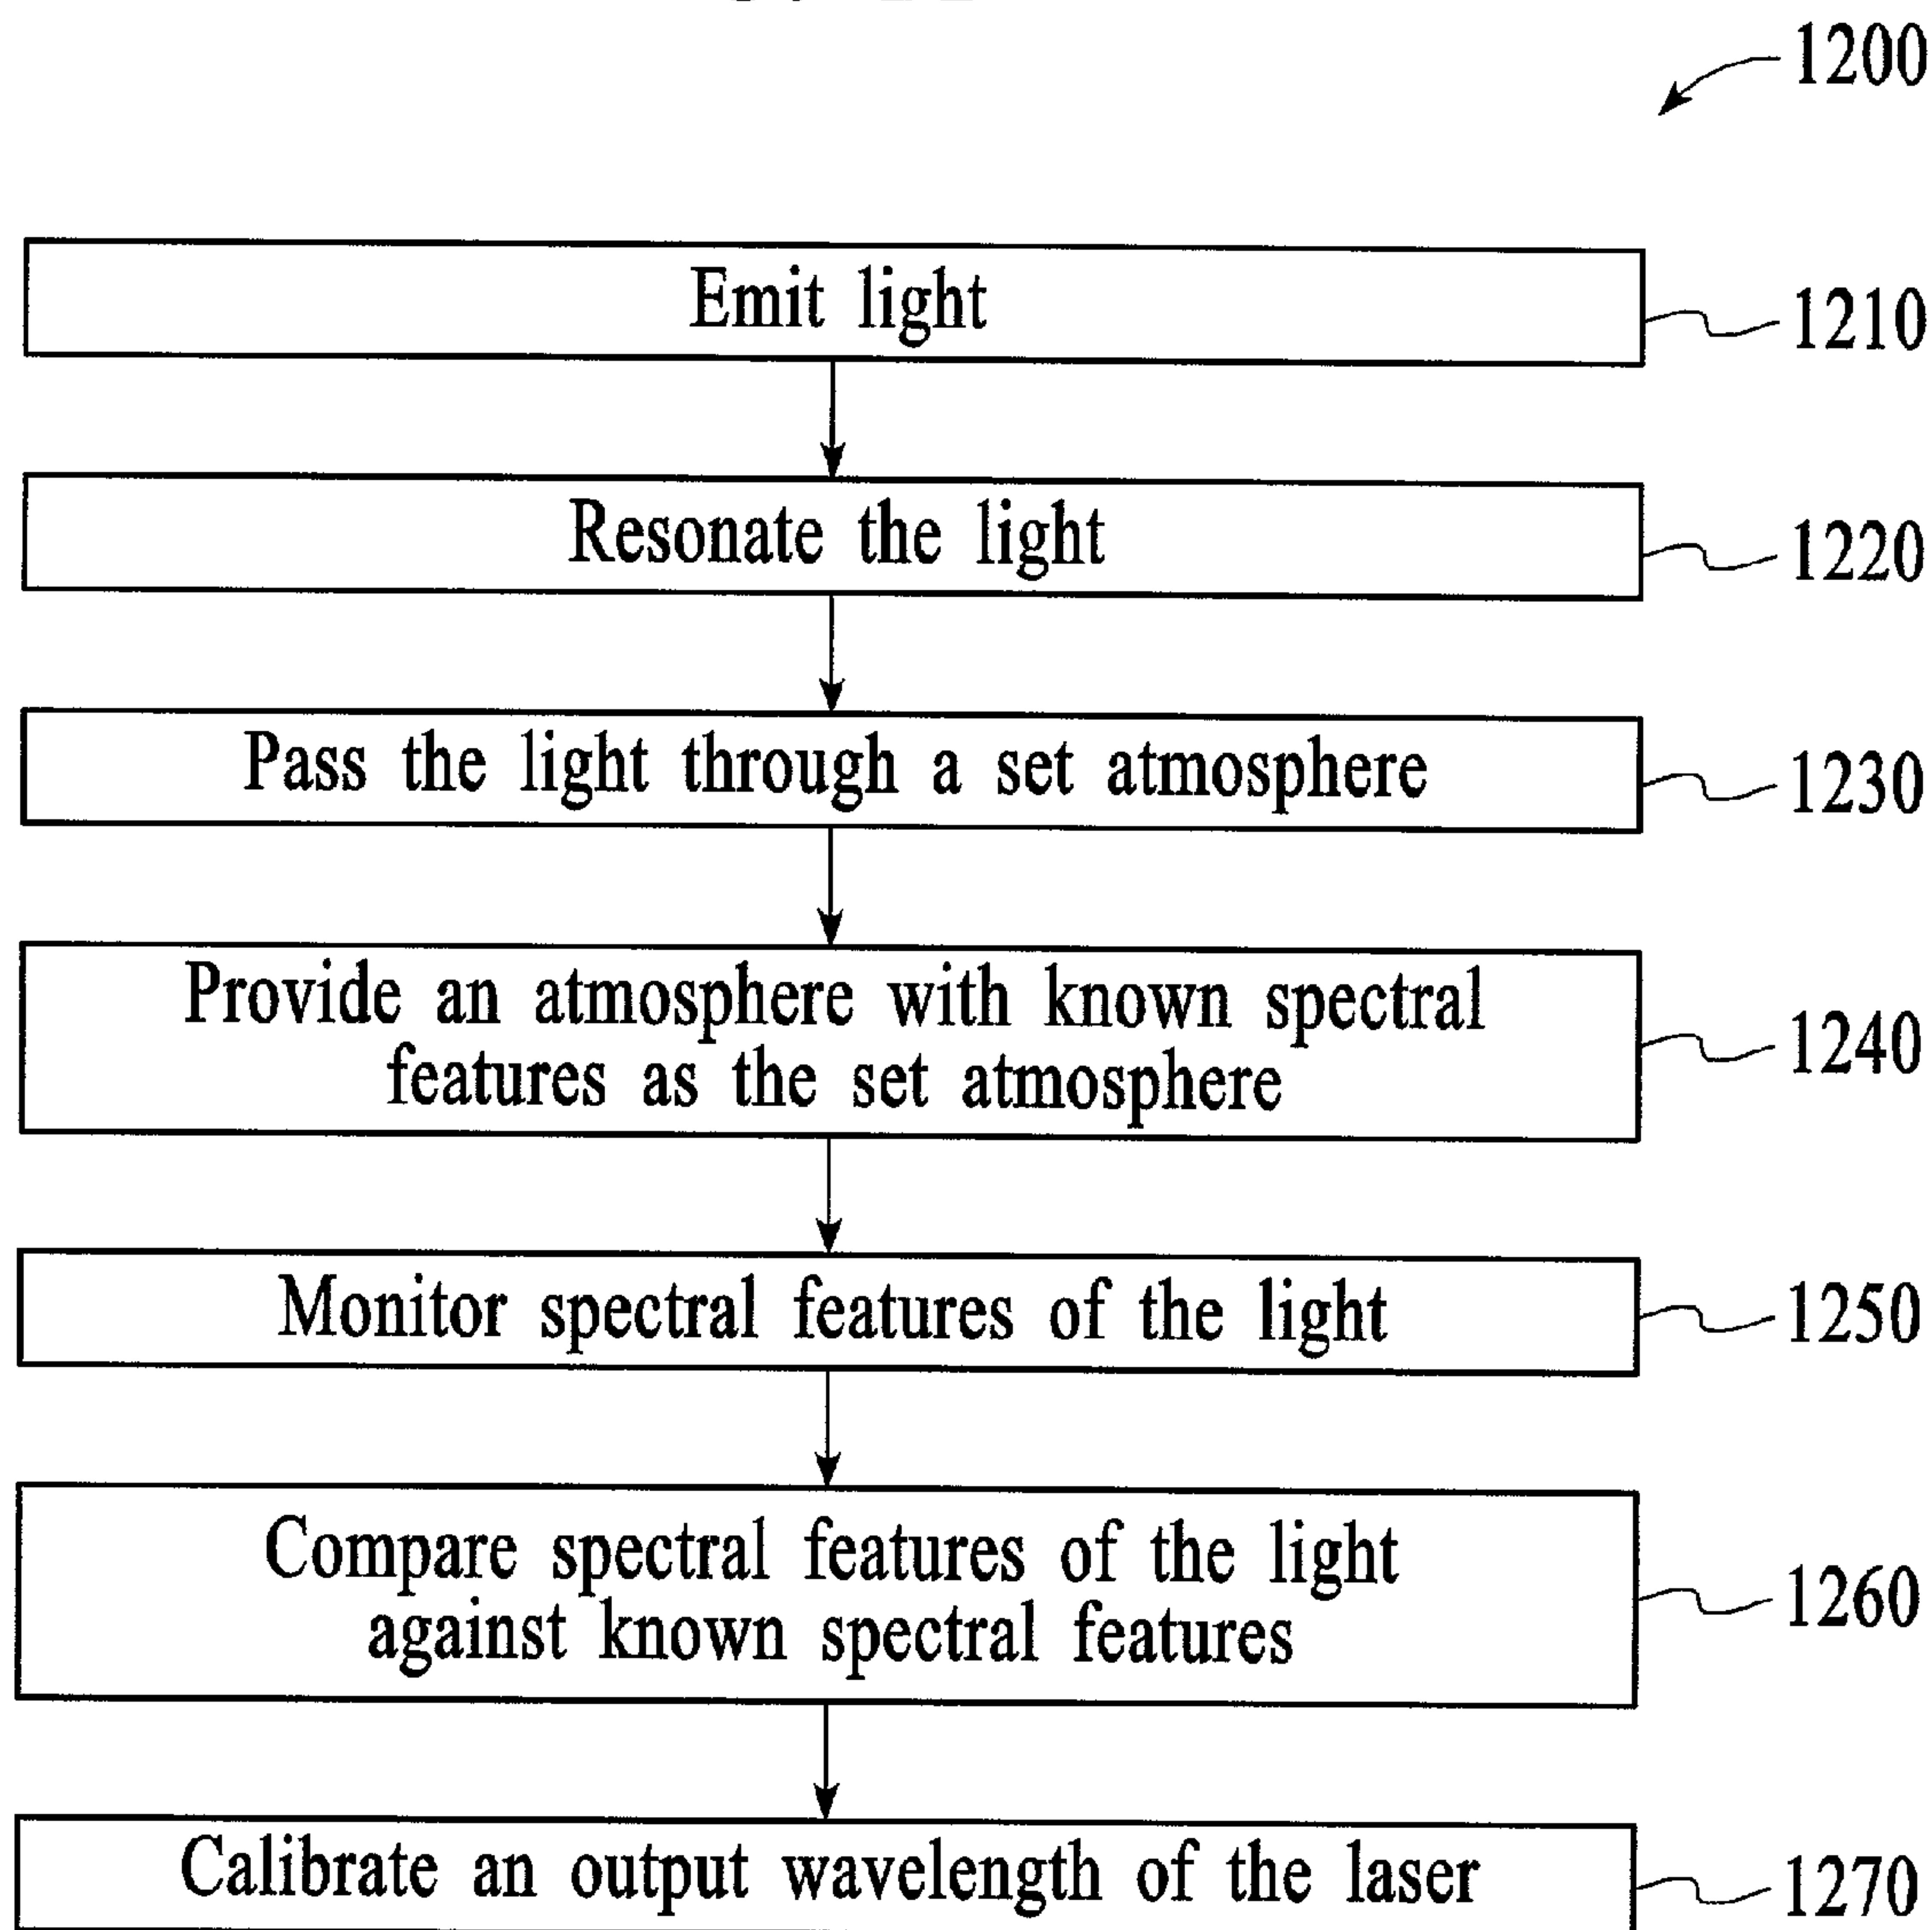 1200
Emit light
1210
Resonate the light
1220
Pass the light through a set atmosphere
1230
Provide an atmosphere with known spectral
features as the set atmosphere
1240
Monitor spectral features of the light
1250
Compare spectral features of the light
against known spectral features
1260
Calibrate an output wavelength of the laser
1270